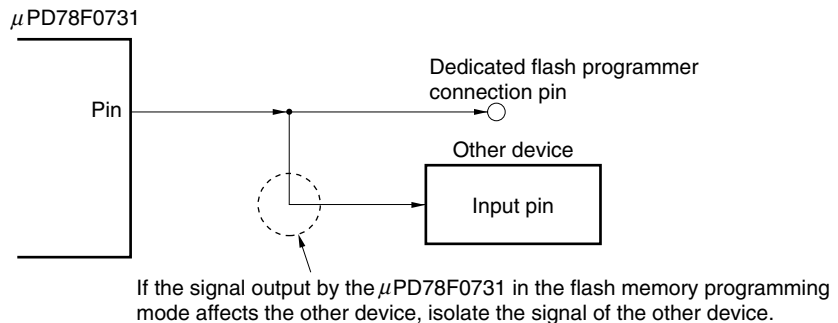 μPD78F0731
Pin
Dedicated flash programmer
connection pin
Other device
Input pin
If the signal output by the μPD78F0731 in the flash memory programming
mode affects the other device, isolate the signal of the other device.